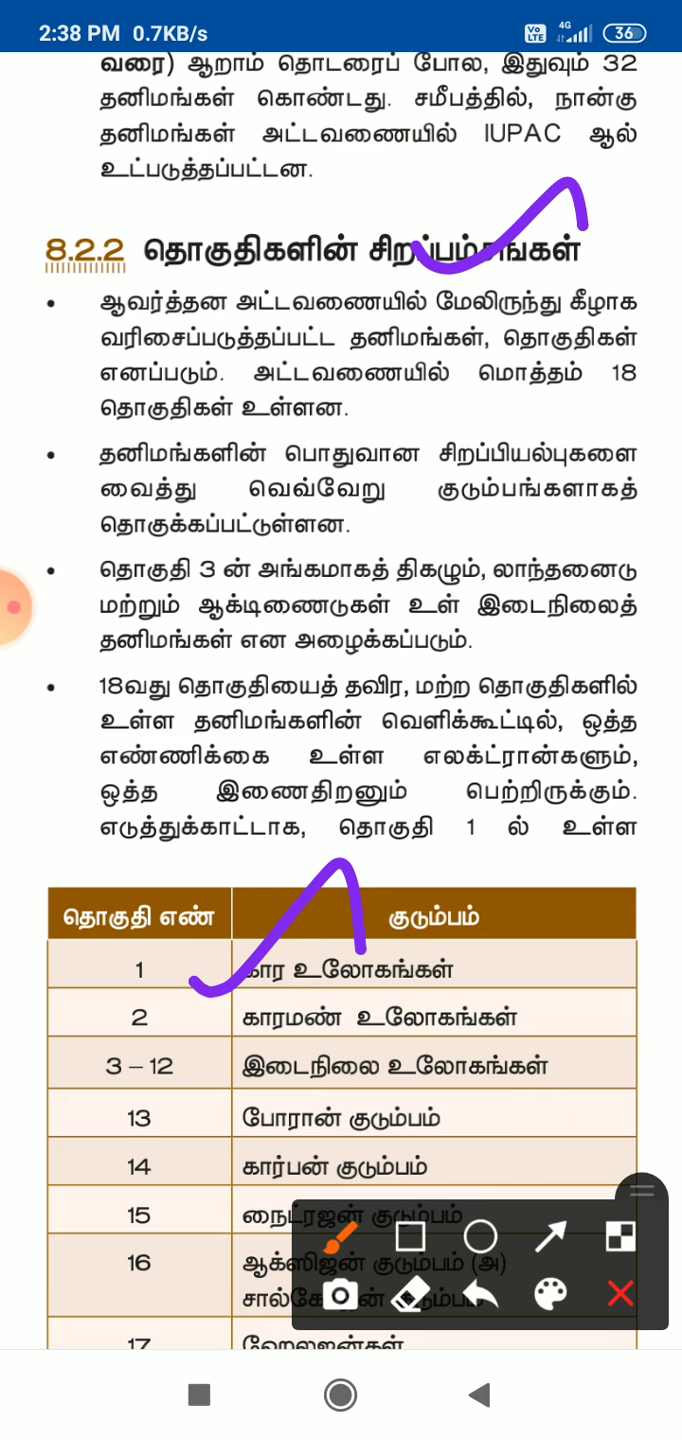 2:38 PM 0.7KB/s Vo LTE 4G 36
வரை) ஆறாம் தொடரைப் போல, இதுவும் 32
தனிமங்கள் கொண்டது. சமீபத்தில், நான்கு
தனிமங்கள் அட்டவணையில் IUPAC ஆல்
உட்படுத்தப்பட்டன.
8.2.2 தொகுதிகளின் சிறப்பம்சங்கள்
• ஆவர்த்தன அட்டவணையில் மேலிருந்து கீழாக
வரிசைப்படுத்தப்பட்ட தனிமங்கள், தொகுதிகள்
எனப்படும். அட்டவணையில் மொத்தம் 18
தொகுதிகள் உள்ளன.
• தனிமங்களின் பொதுவான சிறப்பியல்புகளை
வைத்து வெவ்வேறு குடும்பங்களாகத்
தொகுக்கப்பட்டுள்ளன.
• தொகுதி 3 ன் அங்கமாகத் திகழும், லாந்தனைடு
மற்றும் ஆக்டிணைடுகள் உள் இடைநிலைத்
தனிமங்கள் என அழைக்கப்படும்.
• 18வது தொகுதியைத் தவிர, மற்ற தொகுதிகளில்
உள்ள தனிமங்களின் வெளிக்கூட்டில், ஒத்த
எண்ணிக்கை உள்ள எலக்ட்ரான்களும்,
ஒத்த இணைதிறனும் பெற்றிருக்கும்.
எடுத்துக்காட்டாக, தொகுதி 1 ல் உள்ள
தொகுதி எண் குடும்பம்
1 கார உலோகங்கள்
2 காரமண் உலோகங்கள்
3 – 12 இடைநிலை உலோகங்கள்
13 போரான் குடும்பம்
14 கார்பன் குடும்பம்
15 நைட்ரஜன் குடும்பம்
16 ஆக்ஸிஜன் குடும்பம் (அ)
குடும்பம்
17 ஹேலஜன்கள்